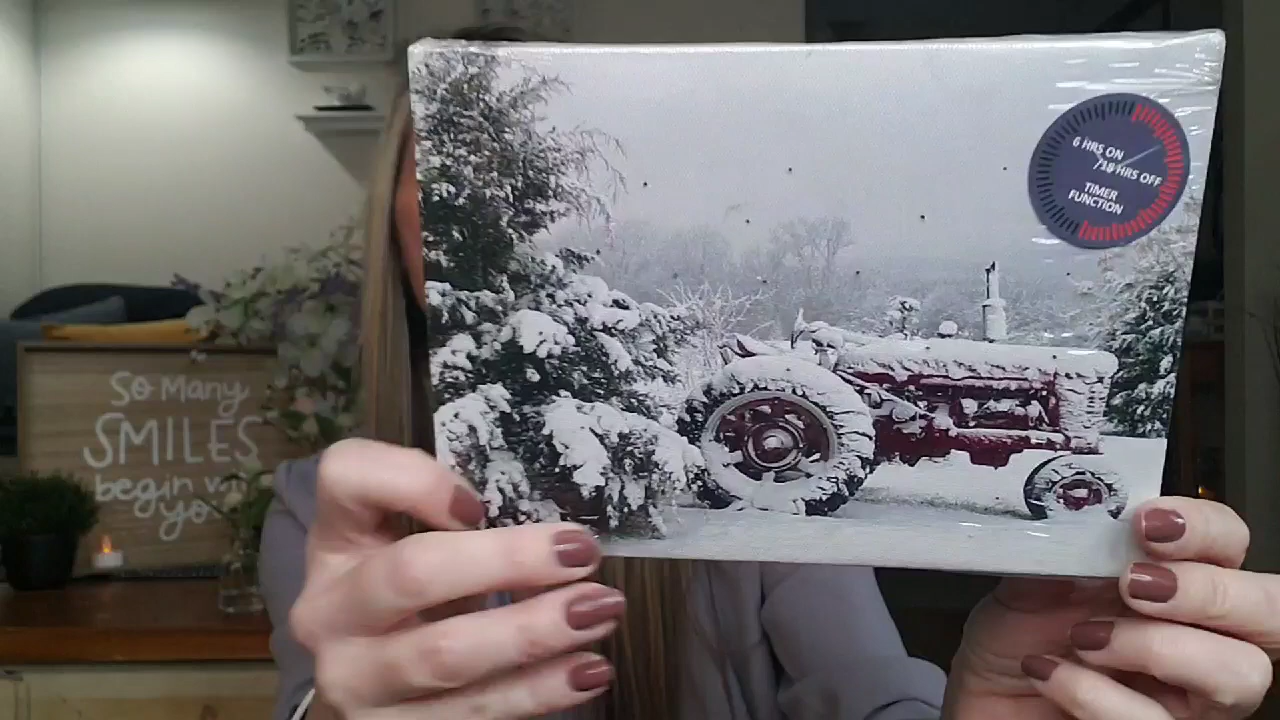 6 HRS ON
/18 HRS OFF
TIMER
FUNCTION
So Many
SMILES
begin